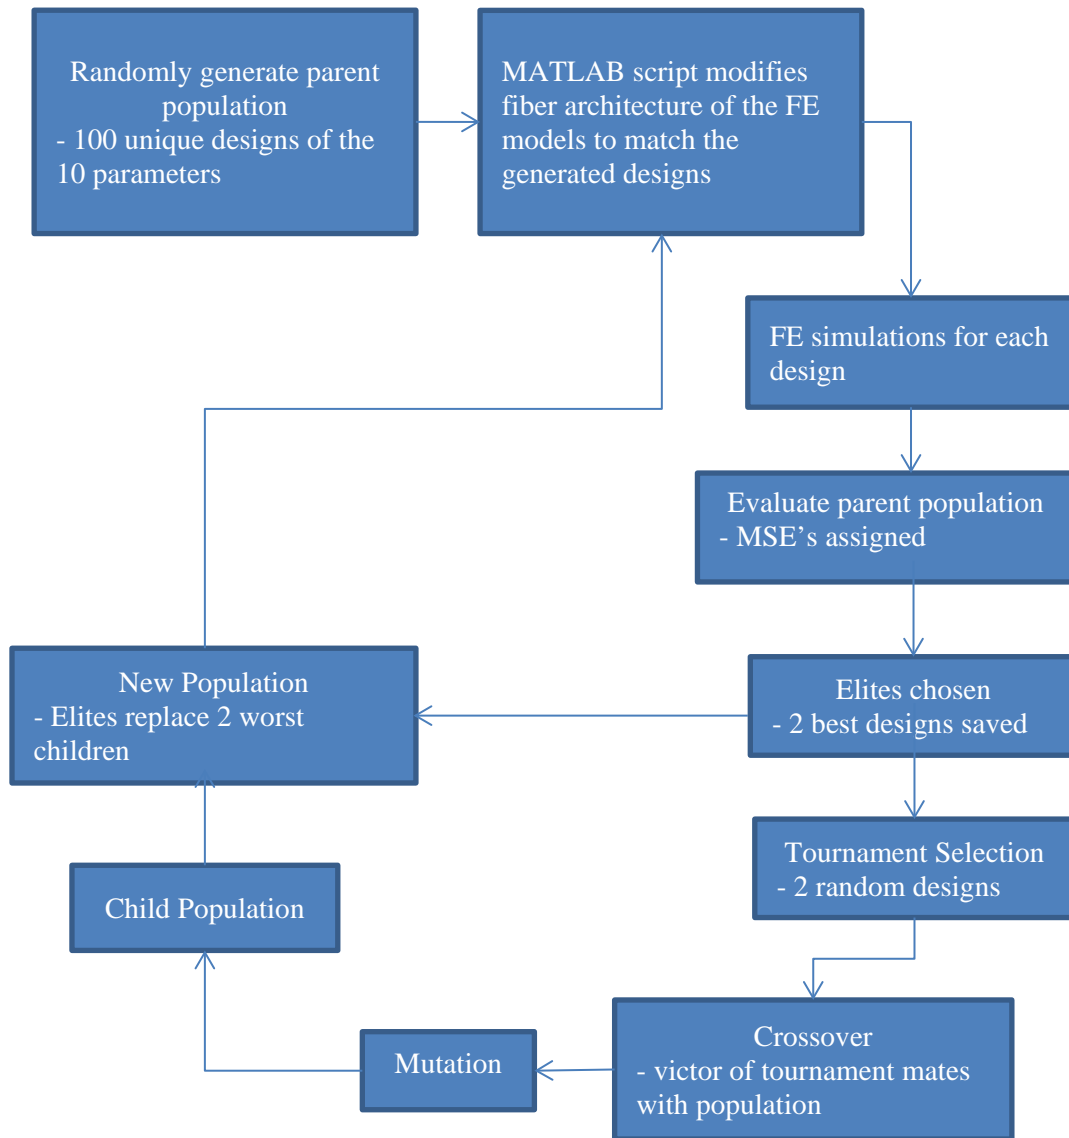 Randomly generate parent
population
- 100 unique designs of the
10 parameters
MATLAB script modifies
fiber architecture of the FE
models to match the
generated designs
FE simulations for each
design
Evaluate parent population
- MSE’s assigned
Elites chosen
- 2 best designs saved
New Population
- Elites replace 2 worst
children
Tournament Selection
- 2 random designs
Child Population
Crossover
- victor of tournament mates
with population
Mutation